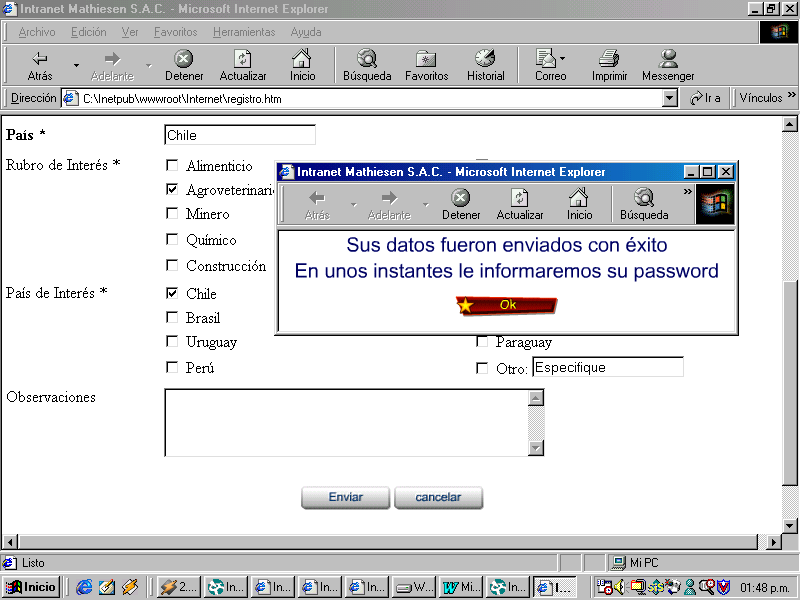 Intranet Mathiesen S.A.C. - Microsoft Internet Explorer
Archivo Edición Ver Favoritos Herramientas Ayuda
Atrás Adelante Detener Actualizar Inicio Búsqueda Favoritos Historial Correo Imprimir Messenger
Dirección C:\Inetpub\wwwroot\Internet\registro.htm Ir a Vínculos »
País * Chile
Rubro de Interés * Alimenticio
Agroveterinari
Minero
Químico
Construcción
Intranet Mathiesen S.A.C. - Microsoft Internet Explorer
Atrás Adelante Detener Actualizar Inicio Búsqueda »
Sus datos fueron enviados con éxito
En unos instantes le informaremos su password
Ok
País de Interés * Chile
Brasil
Uruguay Paraguay
Perú Otro: Especifique
Observaciones
Enviar cancelar
Listo Mi PC
Inicio 2... In... In... In... In... W... Mi... In... I... 01:48 p.m.